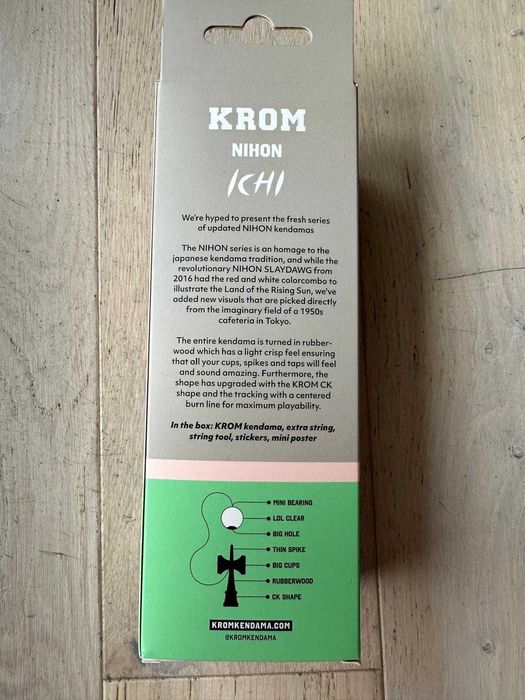 KROM
NIHON
ICHI
We're hyped to present the fresh series
of updated NIHON kendamas
The NIHON series is an homage to the
japanese kendama tradition, and while the
revolutionary NIHON SLAYDAWG from
2016 had the red and white colorcombo to
illustrate the Land of the Rising Sun, we've
added new visuals that are picked directly
from the imaginary field of a 1950s
cafeteria in Tokyo.
The entire kendama is turned in rubber-
wood which has a light crisp feel ensuring
that all your cups, spikes and taps will feel
and sound amazing. Furthermore, the
shape has upgraded with the KROM CK
shape and the tracking with a centered
burn line for maximum playability.
In the box: KROM kendama, extra string,
string tool, stickers, mini poster
MINI BEARING
LOL CLEAR
BIG HOLE
THIN SPIKE
BIG CUPS
RUBBERWOOD
CK SHAPE
KROMKENDAMA.COM
@KROMKENDAMA